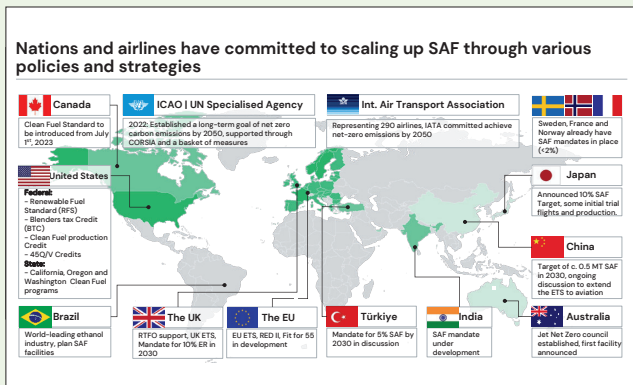 Nations and airlines have committed to scaling up SAF through various
policies and strategies
Canada
Clean Fuel Standard to
be introduced from July
1st, 2023
ICAO | UN Specialised Agency
2022: Established a long-term goal of net zero
carbon emissions by 2050, supported through
CORSIA and a basket of measures
Int. Air Transport Association
Representing 290 airlines, IATA committed achieve
net-zero emissions by 2050
Sweden, France and
Norway already have
SAF mandates in place
(<2%)
United States
Federal:
- Renewable Fuel
Standard (RFS)
- Blenders tax Credit
(BTC)
- Clean Fuel production
Credit
- 45Q/V Credits
State:
- California, Oregon and
Washington Clean Fuel
programs
Japan
Announced 10% SAF
Target, some initial trial
flights and production.
China
Target of c. 0.5 MT SAF
in 2030, ongoing
discussion to extend
the ETS to aviation
Brazil
World-leading ethanol
industry, plan SAF
facilities
The UK
RTFO support, UK ETS,
Mandate for 10% ER in
2030
The EU
EU ETS, RED II, Fit for 55
in development
Türkiye
Mandate for 5% SAF by
2030 in discussion
India
SAF mandate
under
development
Australia
Jet Net Zero council
established, first facility
announced